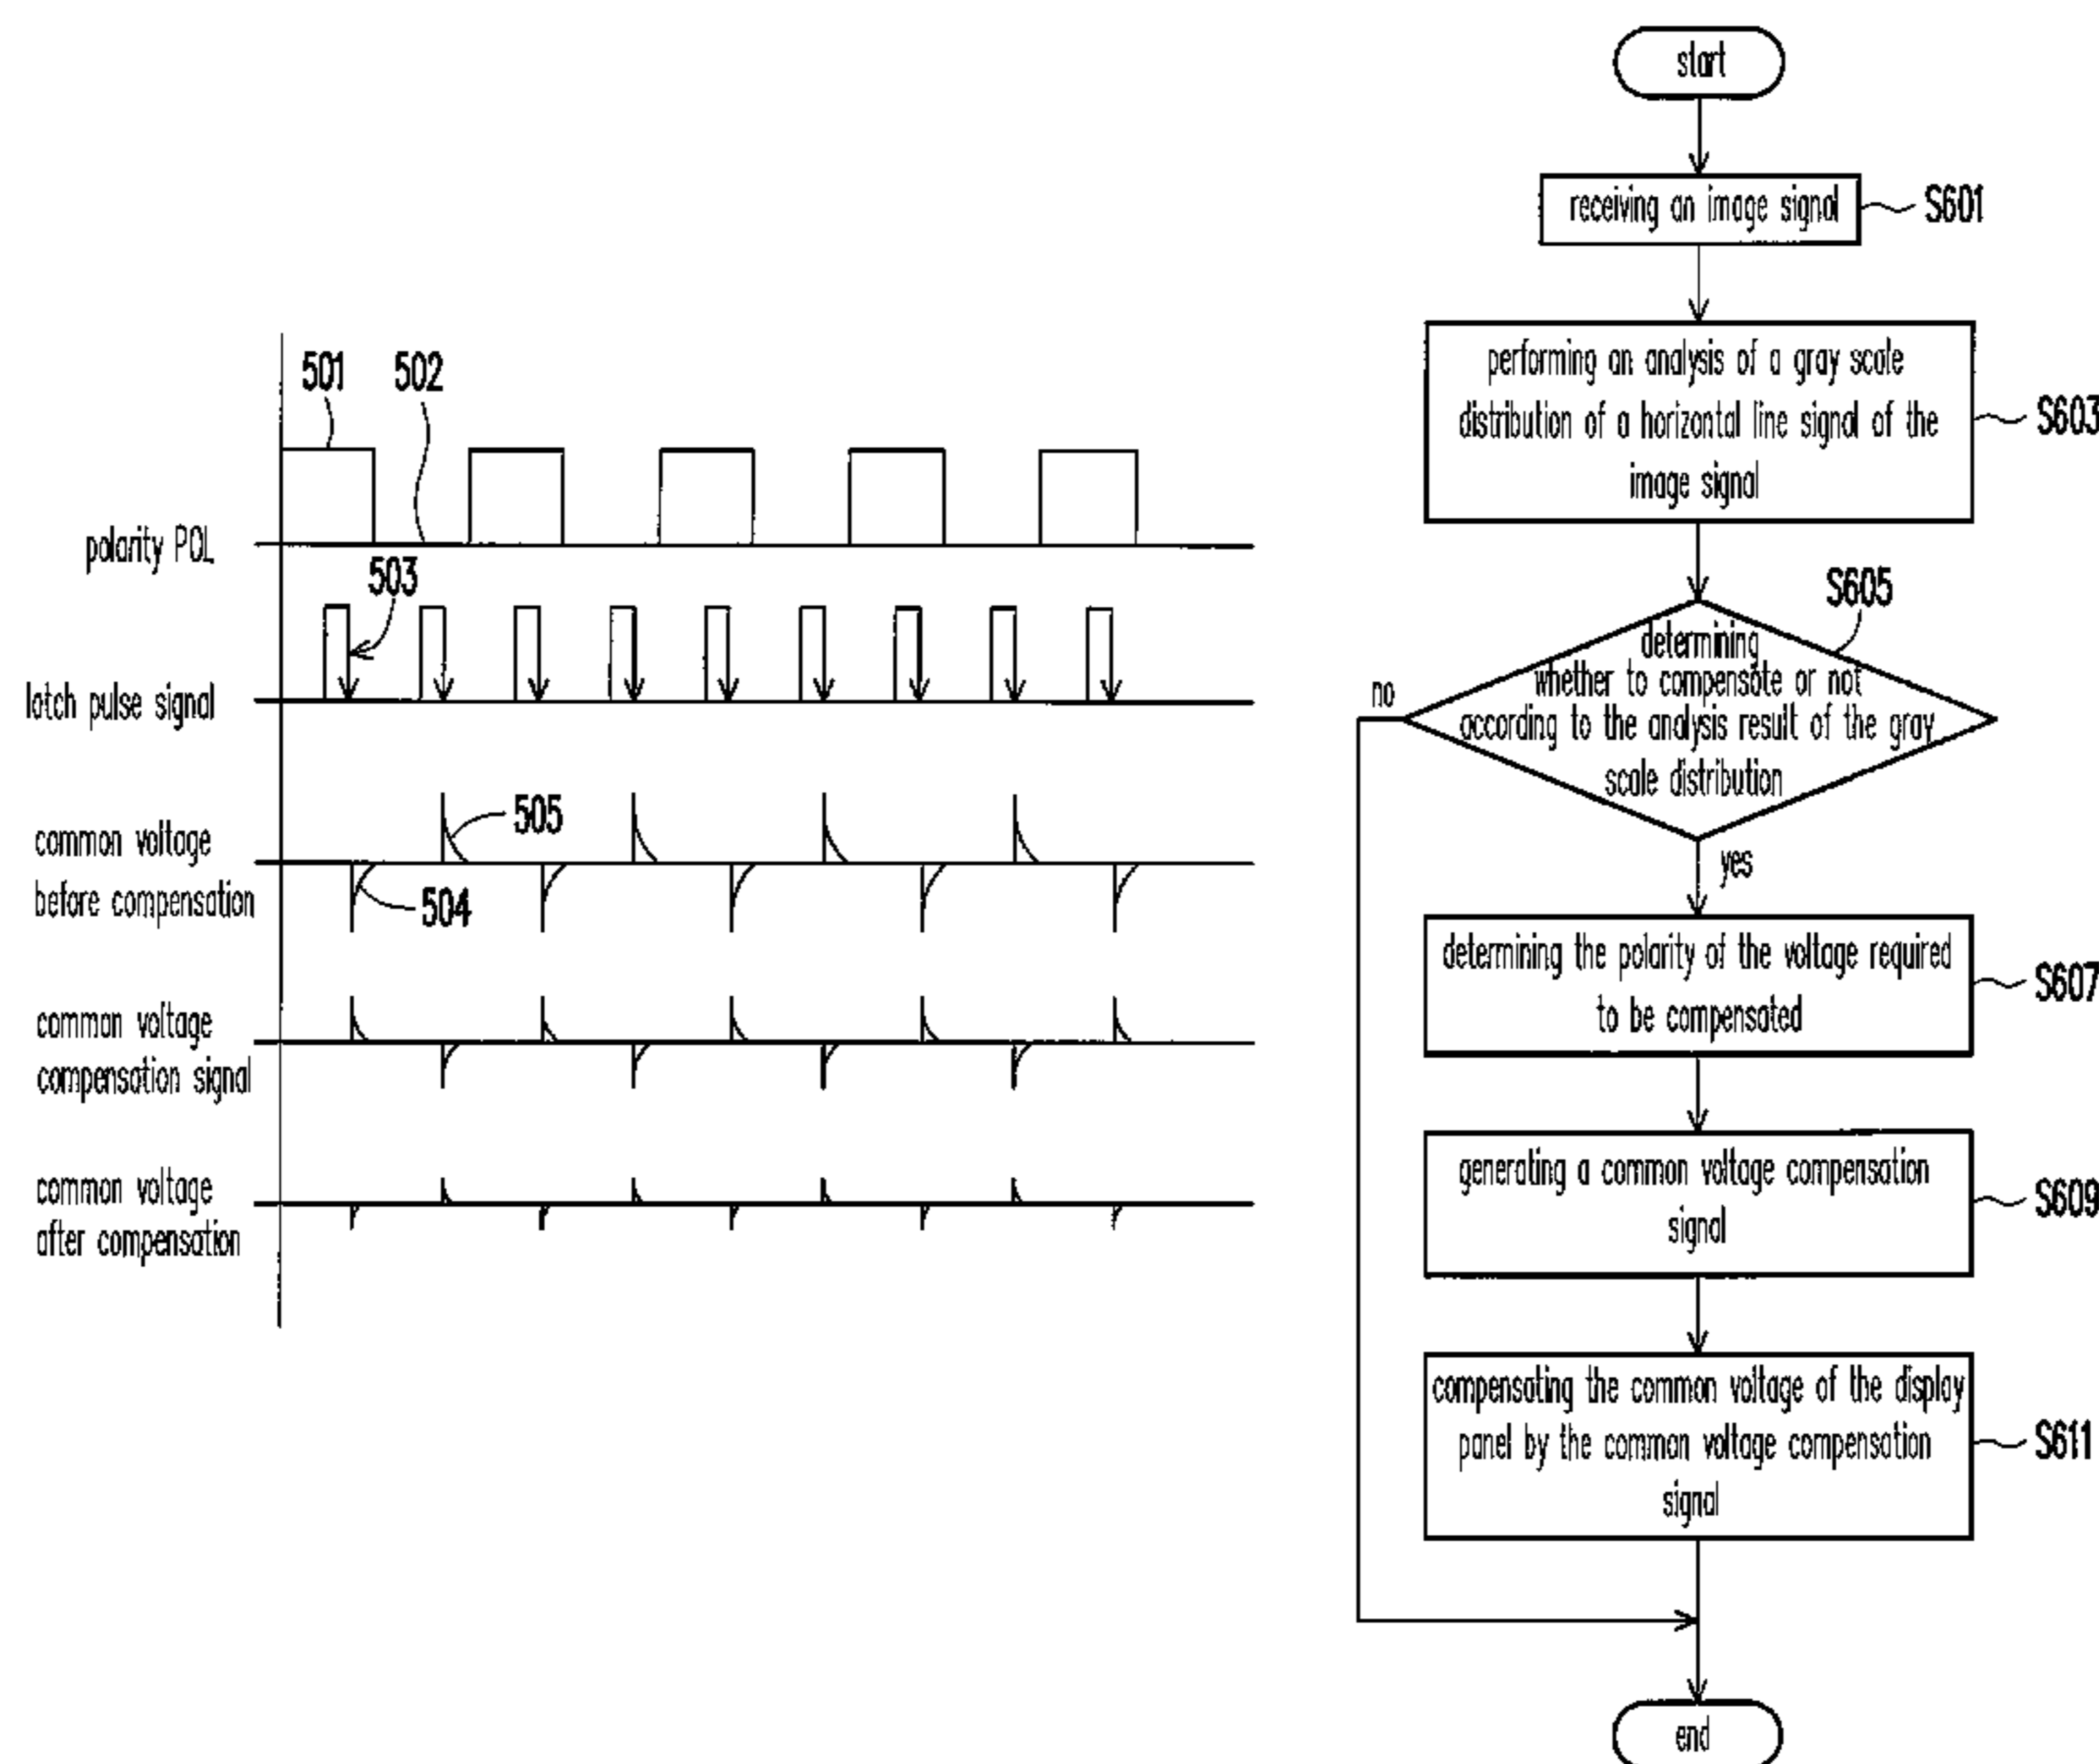 501
502
polarity POL
503
latch pulse signal
505
common voltage
before compensation
504
common voltage
compensation signal
common voltage
after compensation
start
receiving an image signal
S601
performing an analysis of a gray scale
distribution of a horizontal line signal of the
image signal
S603
S605
determining
whether to compensate or not
according to the analysis result of the gray
scale distribution
no
yes
determining the polarity of the voltage required
to be compensated
S607
generating a common voltage compensation
signal
S609
compensating the common voltage of the display
panel by the common voltage compensation
signal
S611
end